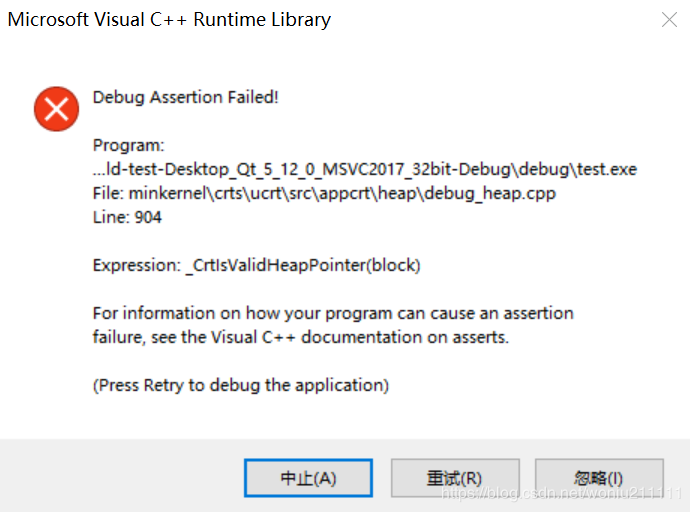 Microsoft Visual C++ Runtime Library
Debug Assertion Failed!
Program:
...ld-test-Desktop_Qt_5_12_0_MSVC2017_32bit-Debug\debug\test.exe
File: minkernel\crts\ucrt\src\appcrt\heap\debug_heap.cpp
Line: 904
Expression: _CrtIsValidHeapPointer(block)
For information on how your program can cause an assertion
failure, see the Visual C++ documentation on asserts.
(Press Retry to debug the application)
中止(A) 重试(R) 忽略(I)
https://blog.csdn.net/wonlu211111